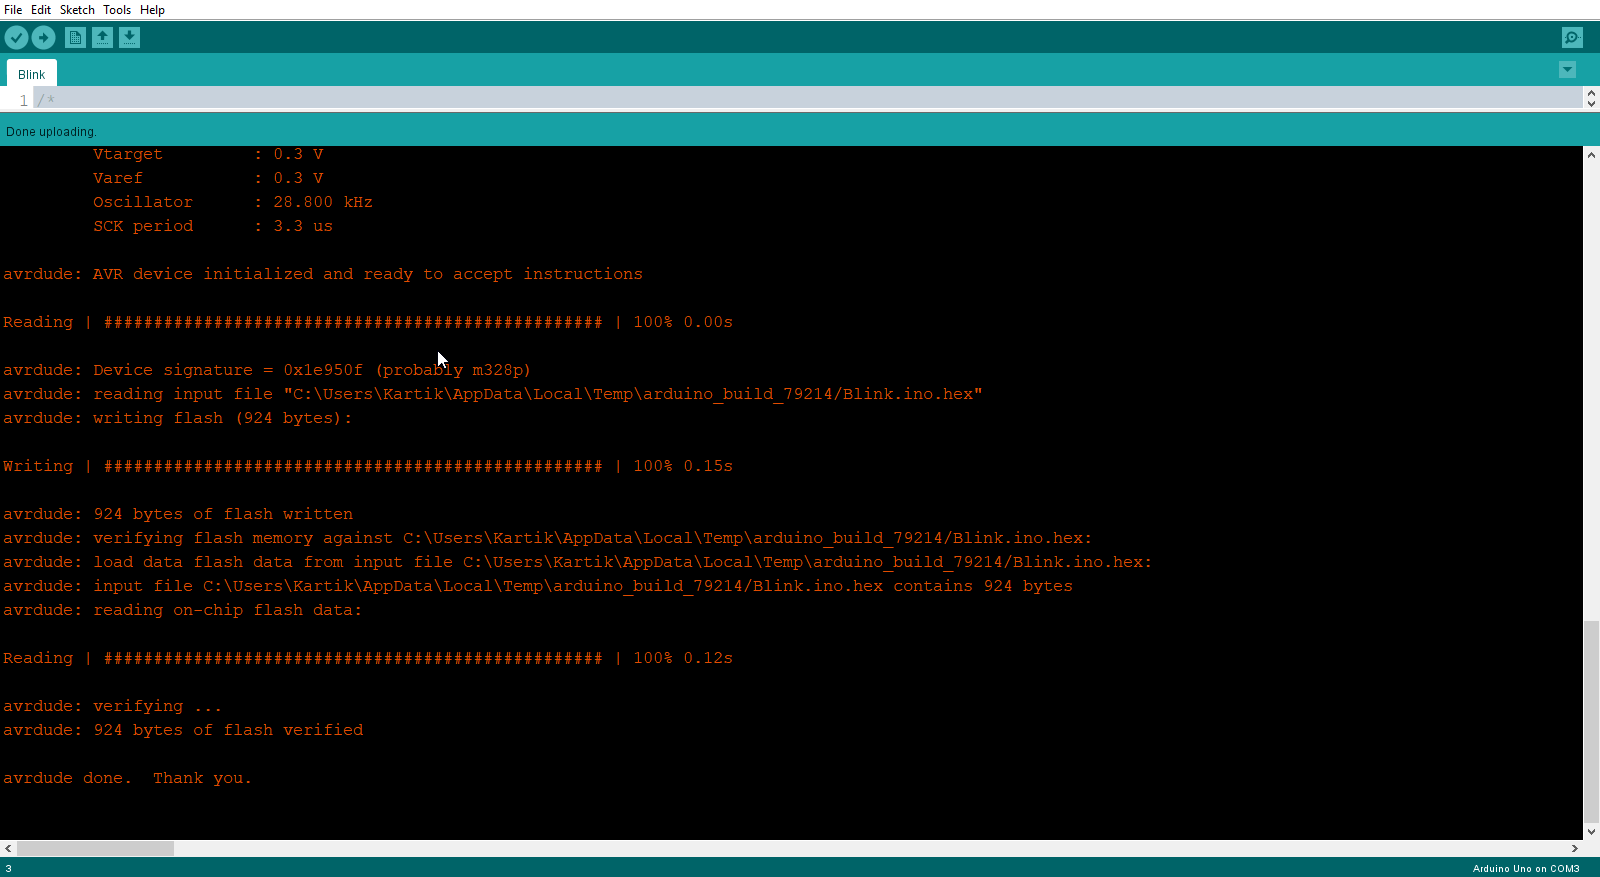 File Edit Sketch Tools Help
Blink
1 /*
Done uploading.
Vtarget : 0.3 V
Varef : 0.3 V
Oscillator : 28.800 kHz
SCK period : 3.3 us
avrdude: AVR device initialized and ready to accept instructions
Reading | ################################################## | 100% 0.00s
avrdude: Device signature = 0x1e950f (probably m328p)
avrdude: reading input file "C:\Users\Kartik\AppData\Local\Temp\arduino_build_79214/Blink.ino.hex"
avrdude: writing flash (924 bytes):
Writing | ################################################## | 100% 0.15s
avrdude: 924 bytes of flash written
avrdude: verifying flash memory against C:\Users\Kartik\AppData\Local\Temp\arduino_build_79214/Blink.ino.hex:
avrdude: load data flash data from input file C:\Users\Kartik\AppData\Local\Temp\arduino_build_79214/Blink.ino.hex:
avrdude: input file C:\Users\Kartik\AppData\Local\Temp\arduino_build_79214/Blink.ino.hex contains 924 bytes
avrdude: reading on-chip flash data:
Reading | ################################################## | 100% 0.12s
avrdude: verifying ...
avrdude: 924 bytes of flash verified
avrdude done.  Thank you.
3 Arduino Uno on COM3